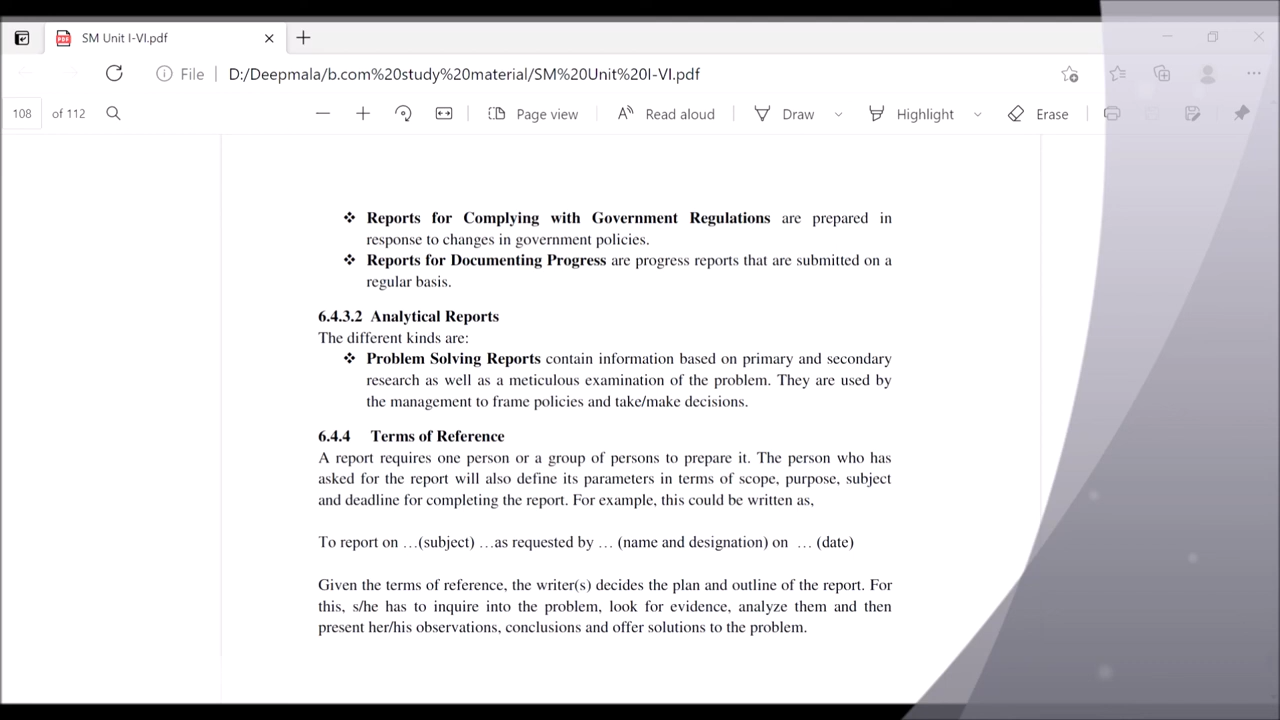 SM Unit I-VI.pdf
File D:/Deepmala/b.com%20study%20material/SM%20Unit%20I-VI.pdf
108 of 112 Page view Read aloud Draw Highlight Erase
❖ Reports for Complying with Government Regulations are prepared in
response to changes in government policies.
❖ Reports for Documenting Progress are progress reports that are submitted on a
regular basis.
6.4.3.2 Analytical Reports
The different kinds are:
❖ Problem Solving Reports contain information based on primary and secondary
research as well as a meticulous examination of the problem. They are used by
the management to frame policies and take/make decisions.
6.4.4 Terms of Reference
A report requires one person or a group of persons to prepare it. The person who has
asked for the report will also define its parameters in terms of scope, purpose, subject
and deadline for completing the report. For example, this could be written as,
To report on …(subject) …as requested by … (name and designation) on … (date)
Given the terms of reference, the writer(s) decides the plan and outline of the report. For
this, s/he has to inquire into the problem, look for evidence, analyze them and then
present her/his observations, conclusions and offer solutions to the problem.